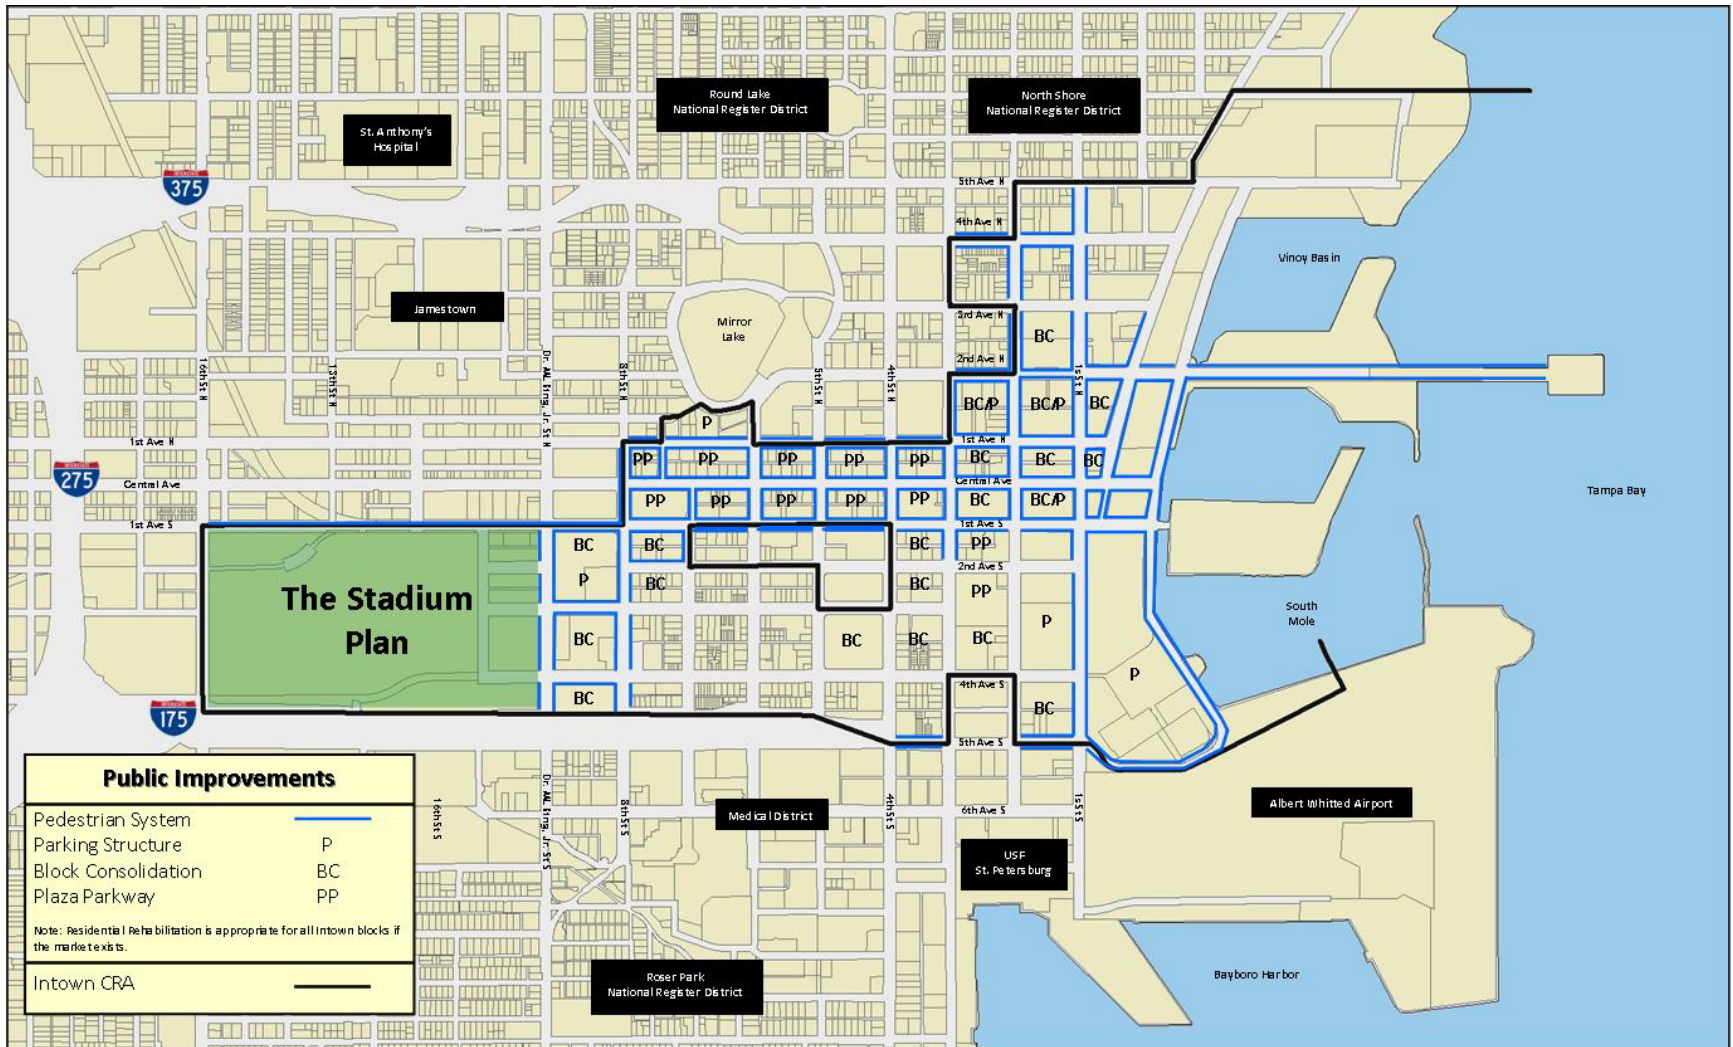 Round Lake
National Register District
North Shore
National Register District
St. Anthony's
Hospital
INTERSTATE
375
5th Ave N
4th Ave N
Vinoy Basin
Jamestown
Mirror
Lake
3rd Ave N
BC
2nd Ave N
16th St N
13th St N
Dr. ML King, Jr. St N
8th St N
5th St N
4th St N
1st St N
BC/P
BC/P
BC
P
1st Ave N
1st Ave N
INTERSTATE
275
PP
PP
PP
PP
PP
BC
BC
BC
Central Ave
Central Ave
Tampa Bay
PP
PP
PP
PP
PP
BC
BC/P
1st Ave S
1st Ave S
BC
BC
BC
PP
2nd Ave S
P
BC
BC
PP
The Stadium
Plan
South
Mole
P
BC
BC
BC
BC
P
4th Ave S
BC
BC
INTERSTATE
175
5th Ave S
Public Improvements
Pedestrian System
Parking Structure P
Block Consolidation BC
Plaza Parkway PP
Note: Residential Rehabilitation is appropriate for all Intown blocks if
the market exists.
Intown CRA
16th St S
Dr. ML King, Jr. St S
8th St S
4th St S
1st St S
Medical District
6th Ave S
Albert Whitted Airport
USF
St. Petersburg
Roser Park
National Register District
Bayboro Harbor